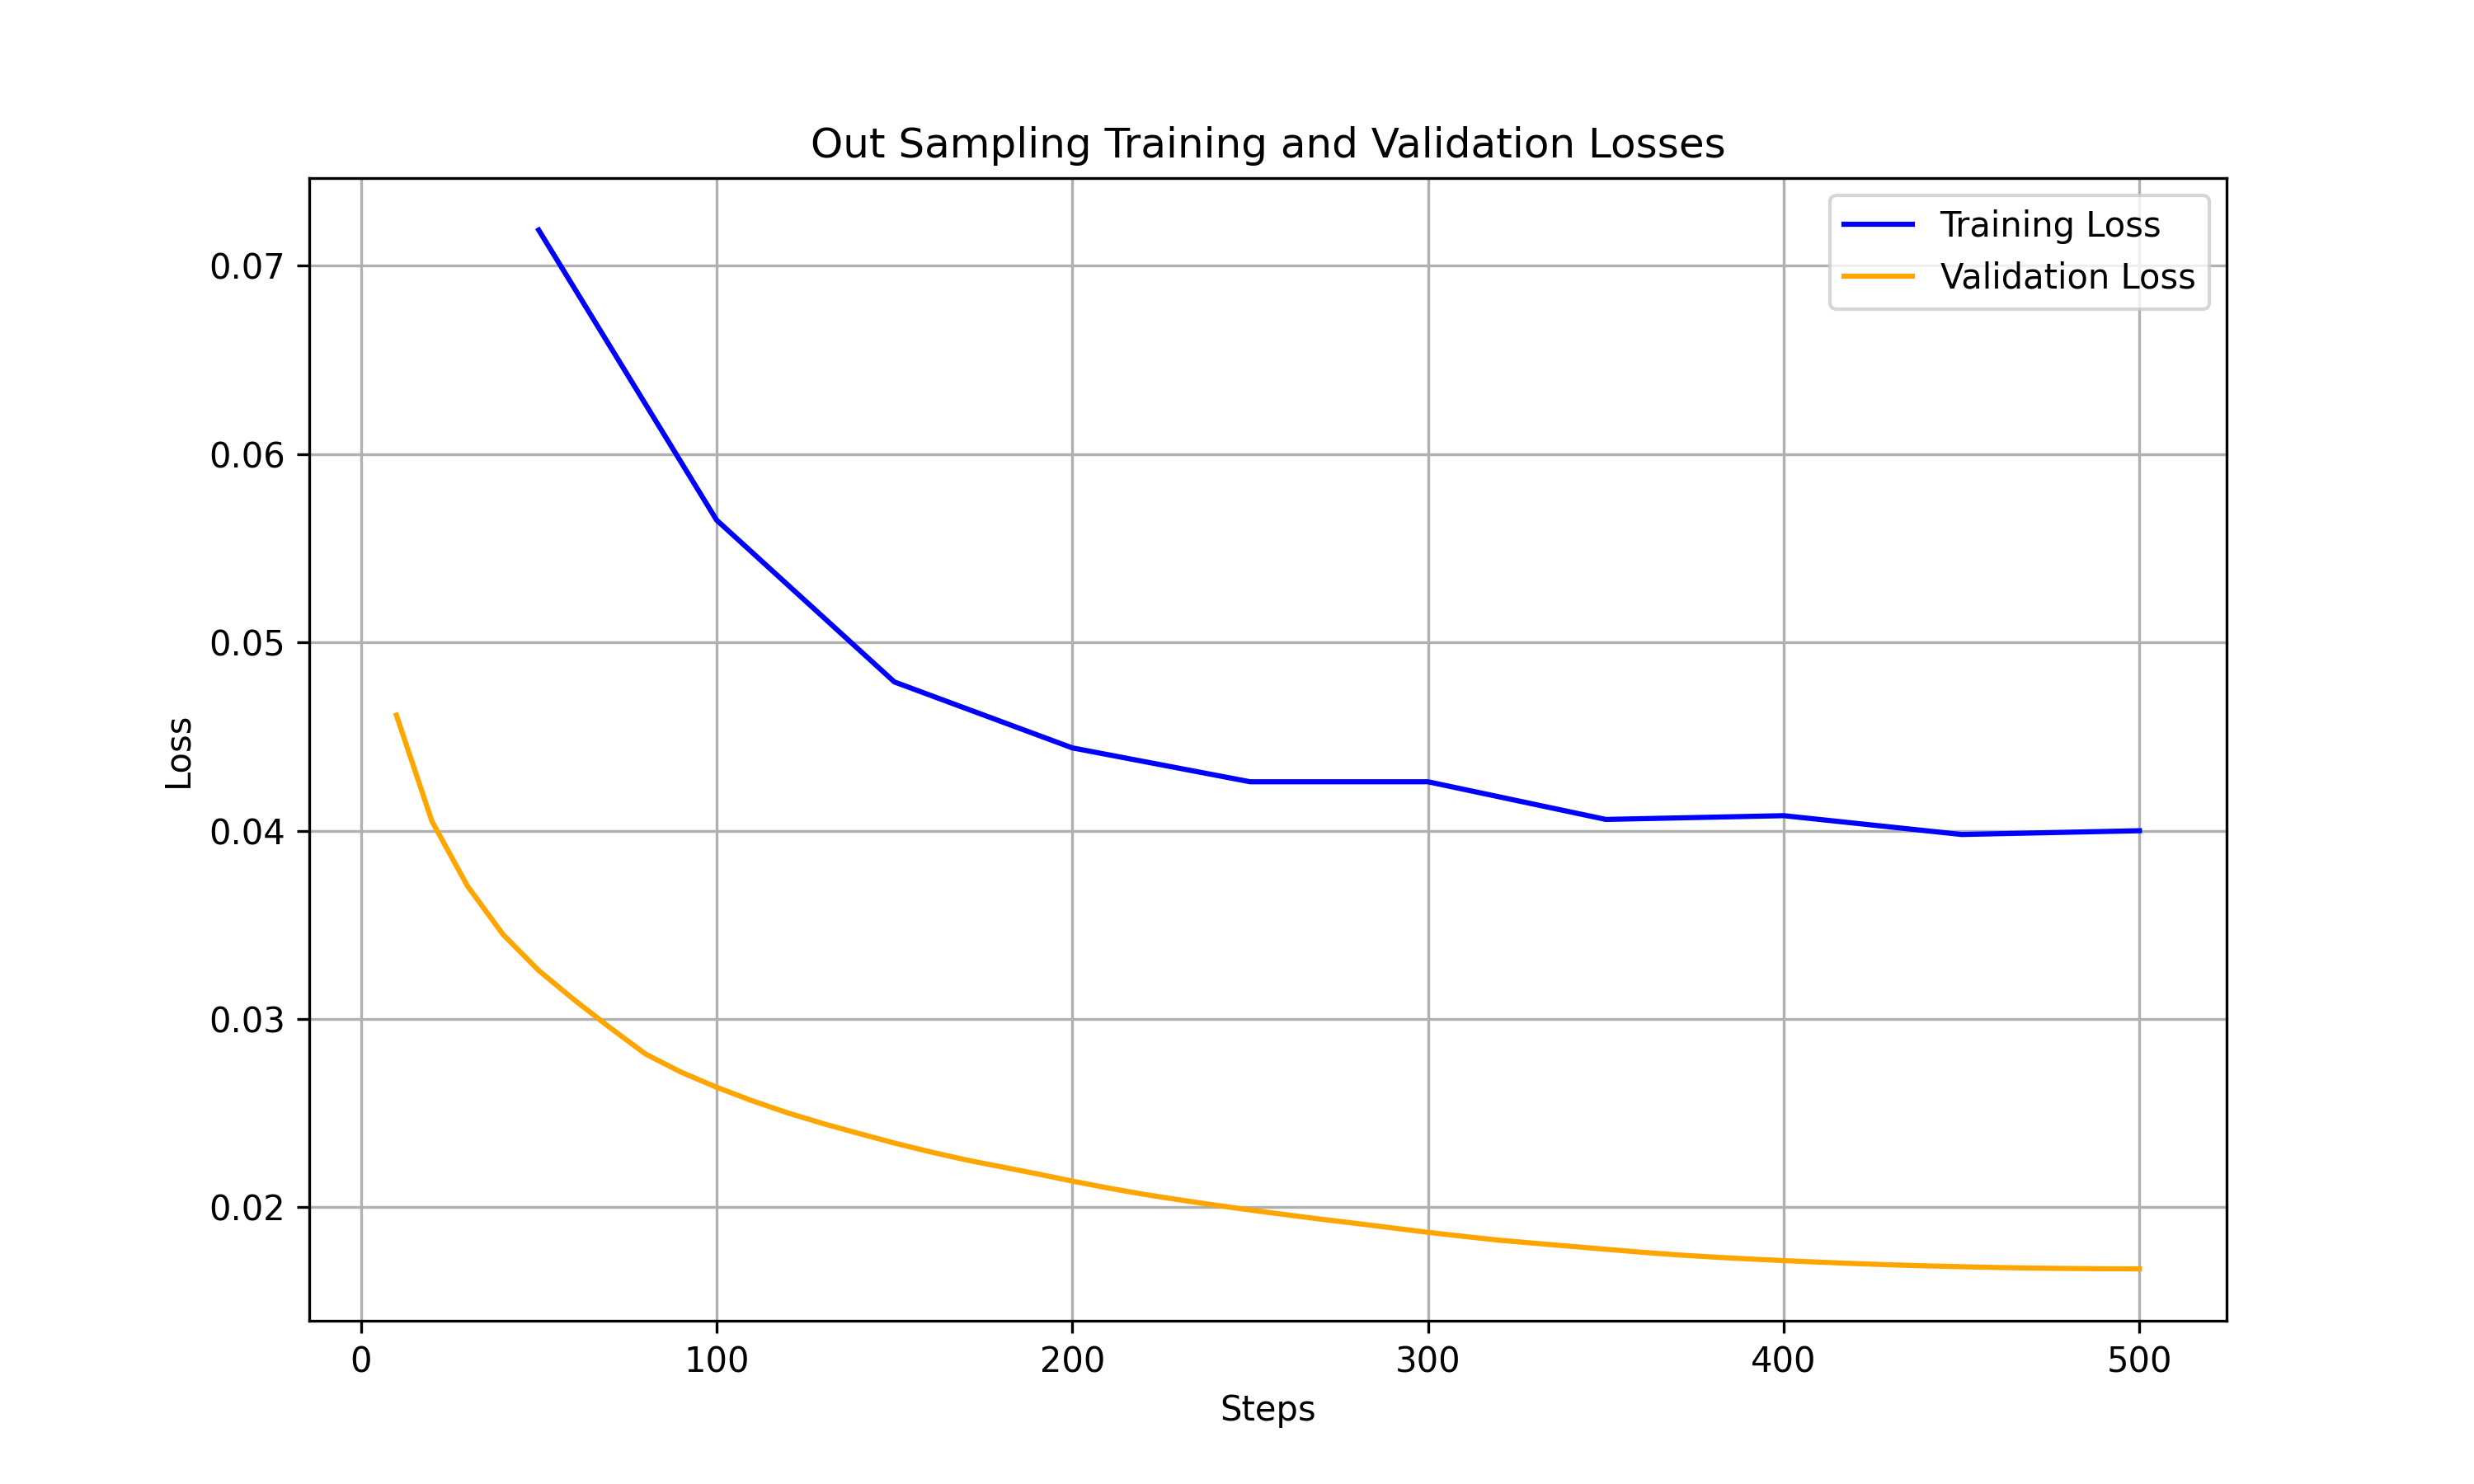 Out Sampling Training and Validation Losses
Training Loss
Validation Loss
0.07
0.06
0.05
0.04
0.03
0.02
Loss
0 100 200 300 400 500
Steps